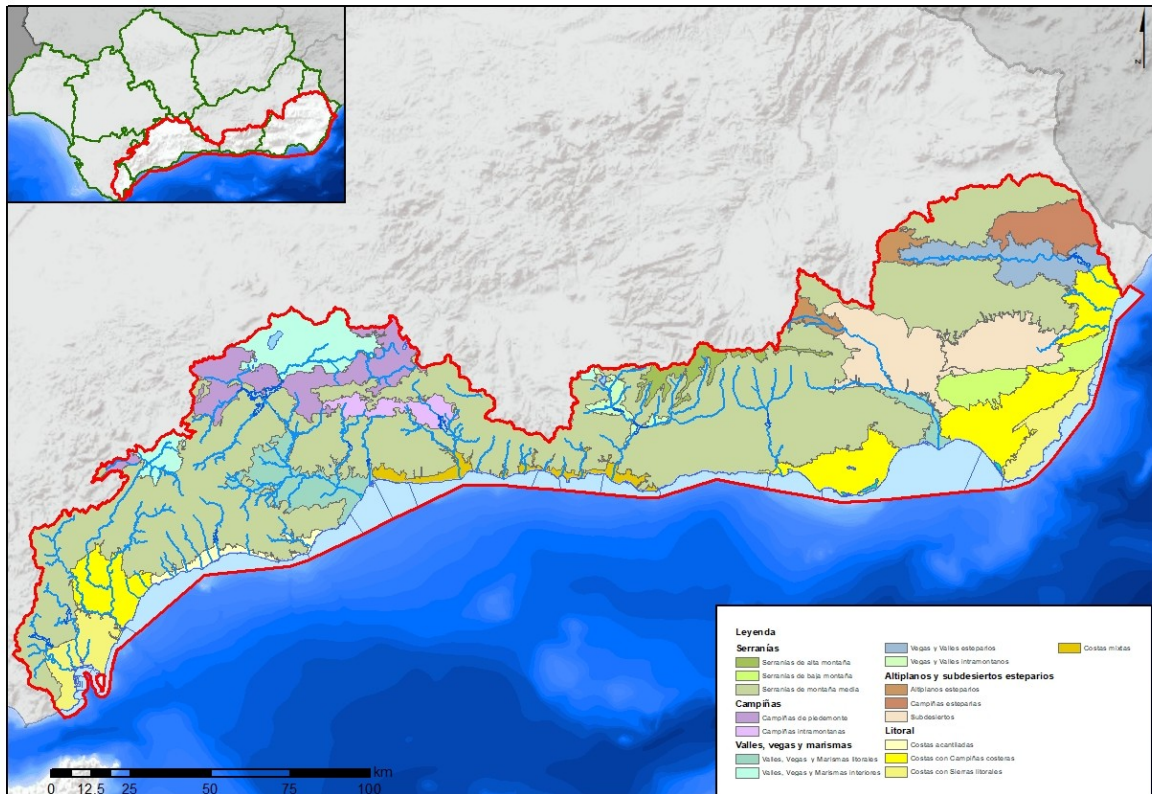 N
Leyenda
Serranías
Serranías de alta montaña
Serranías de baja montaña
Serranías de montaña media
Campiñas
Campiñas de piedemonte
Campiñas intramontanas
Valles, vegas y marismas
Valles, Vegas y Marismas litorales
Valles, Vegas y Marismas interiores
Vegas y Valles esteparios
Vegas y Valles intramontanos
Altiplanos y subdesiertos esteparios
Altiplanos esteparios
Campiñas esteparias
Subdesiertos
Litoral
Costas acantiladas
Costas con Campiñas costeras
Costas con Sierras litorales
Costas mixtas
km
0 12,5 25 50 75 100